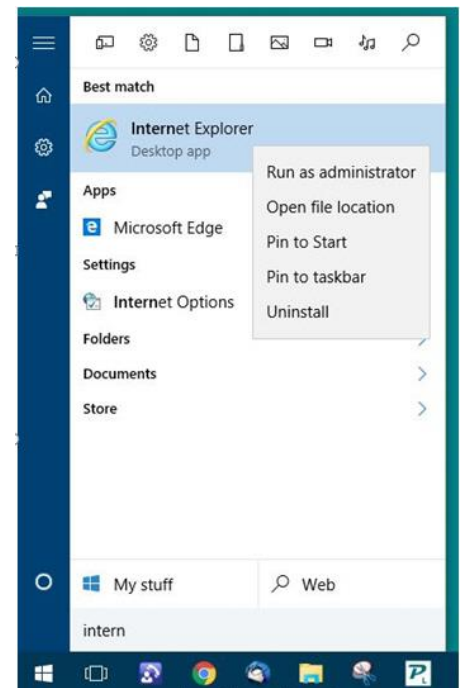 Best match
Internet Explorer
Desktop app
Run as administrator
Open file location
Pin to Start
Pin to taskbar
Uninstall
Apps
Microsoft Edge
Settings
Internet Options
Folders
Documents
Store
My stuff
Web
intern